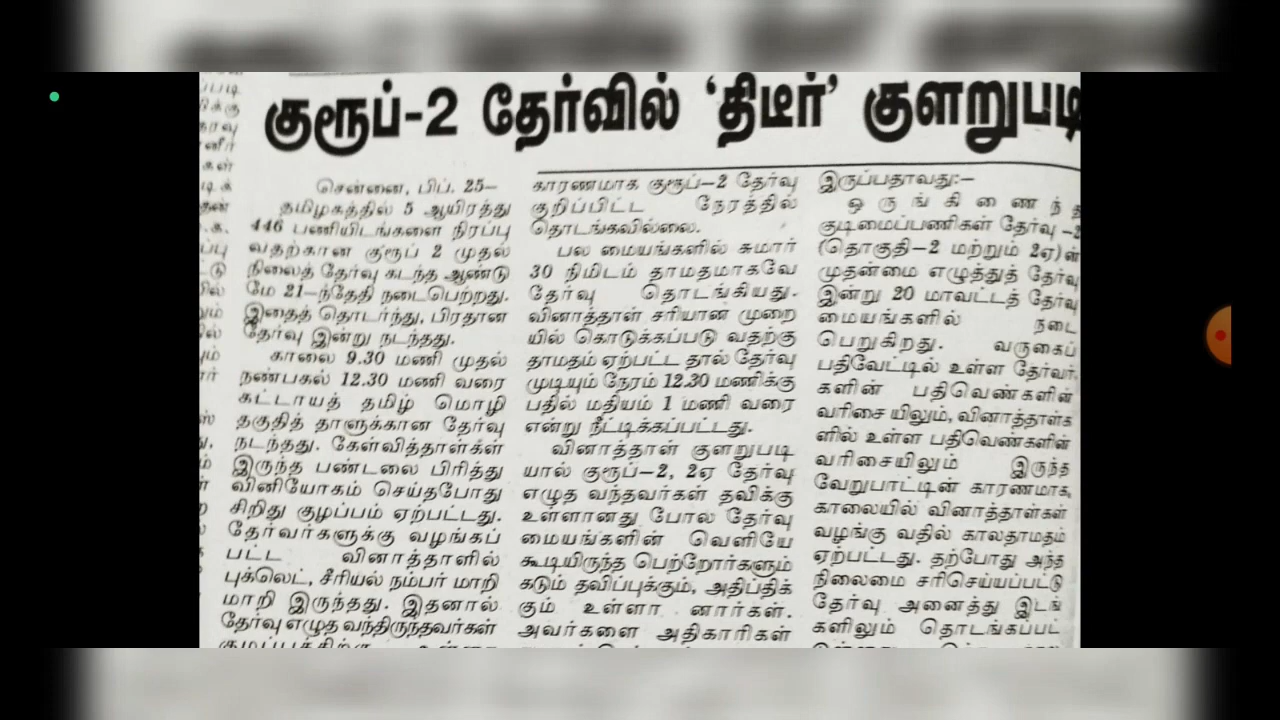 குரூப்-2 தேர்வில் 'திடீர்' குளறுபடி
சென்னை, பிப். 25–
தமிழகத்தில் 5 ஆயிரத்து
446 பணியிடங்களை நிரப்பு
வதற்கான குரூப் 2 முதல்
நிலைத் தேர்வு கடந்த ஆண்டு
மே 21–ந்தேதி நடைபெற்றது.
இதைத் தொடர்ந்து, பிரதான
தேர்வு இன்று நடந்தது.
காலை 9.30 மணி முதல்
நண்பகல் 12.30 மணி வரை
கட்டாயத் தமிழ் மொழி
தகுதித் தாளுக்கான தேர்வு
நடந்தது. கேள்வித்தாள்கள்
இருந்த பண்டலை பிரித்து
வினியோகம் செய்தபோது
சிறிது குழப்பம் ஏற்பட்டது.
தேர்வர்களுக்கு வழங்கப்
பட்ட வினாத்தாளில்
புக்லெட், சீரியல் நம்பர் மாறி
மாறி இருந்தது. இதனால்
தேர்வு எழுத வந்திருந்தவர்கள்
காரணமாக குரூப்–2 தேர்வு
குறிப்பிட்ட நேரத்தில்
தொடங்கவில்லை.
பல மையங்களில் சுமார்
30 நிமிடம் தாமதமாகவே
தேர்வு தொடங்கியது.
வினாத்தாள் சரியான முறை
யில் கொடுக்கப்படு வதற்கு
தாமதம் ஏற்பட்ட தால் தேர்வு
முடியும் நேரம் 12.30 மணிக்கு
பதில் மதியம் 1 மணி வரை
என்று நீட்டிக்கப்பட்டது.
வினாத்தாள் குளறுபடி
யால் குரூப்–2, 2ஏ தேர்வு
எழுத வந்தவர்கள் தவிக்கு
உள்ளானது போல தேர்வு
மையங்களின் வெளியே
கூடியிருந்த பெற்றோர்களும்
கடும் தவிப்புக்கும், அதிப்திக்
கும் உள்ளா னார்கள்.
அவர்களை அதிகாரிகள்
இருப்பதாவது:–
ஒ ரு ங் கி ணை ந் த
குடிமைப்பணிகள் தேர்வு –2
(தொகுதி–2 மற்றும் 2ஏ)ன்
முதன்மை எழுத்துத் தேர்வு
இன்று 20 மாவட்டத் தேர்வு
மையங்களில் நடை
பெறுகிறது. வருகைப்
பதிவேட்டில் உள்ள தேர்வர்
களின் பதிவெண்களின்
வரிசை யிலும், வினாத்தாள்க
ளில் உள்ள பதிவெண்களின்
வரிசையிலும் இருந்த
வேறுபாட்டின் காரணமாக,
காலையில் வினாத்தாள்கள்
வழங்கு வதில் காலதாமதம்
ஏற்பட்டது. தற்போது அந்த
நிலைமை சரிசெய்யப்பட்டு
தேர்வு அனைத்து இடங்
களிலும் தொடங்கப்பட்